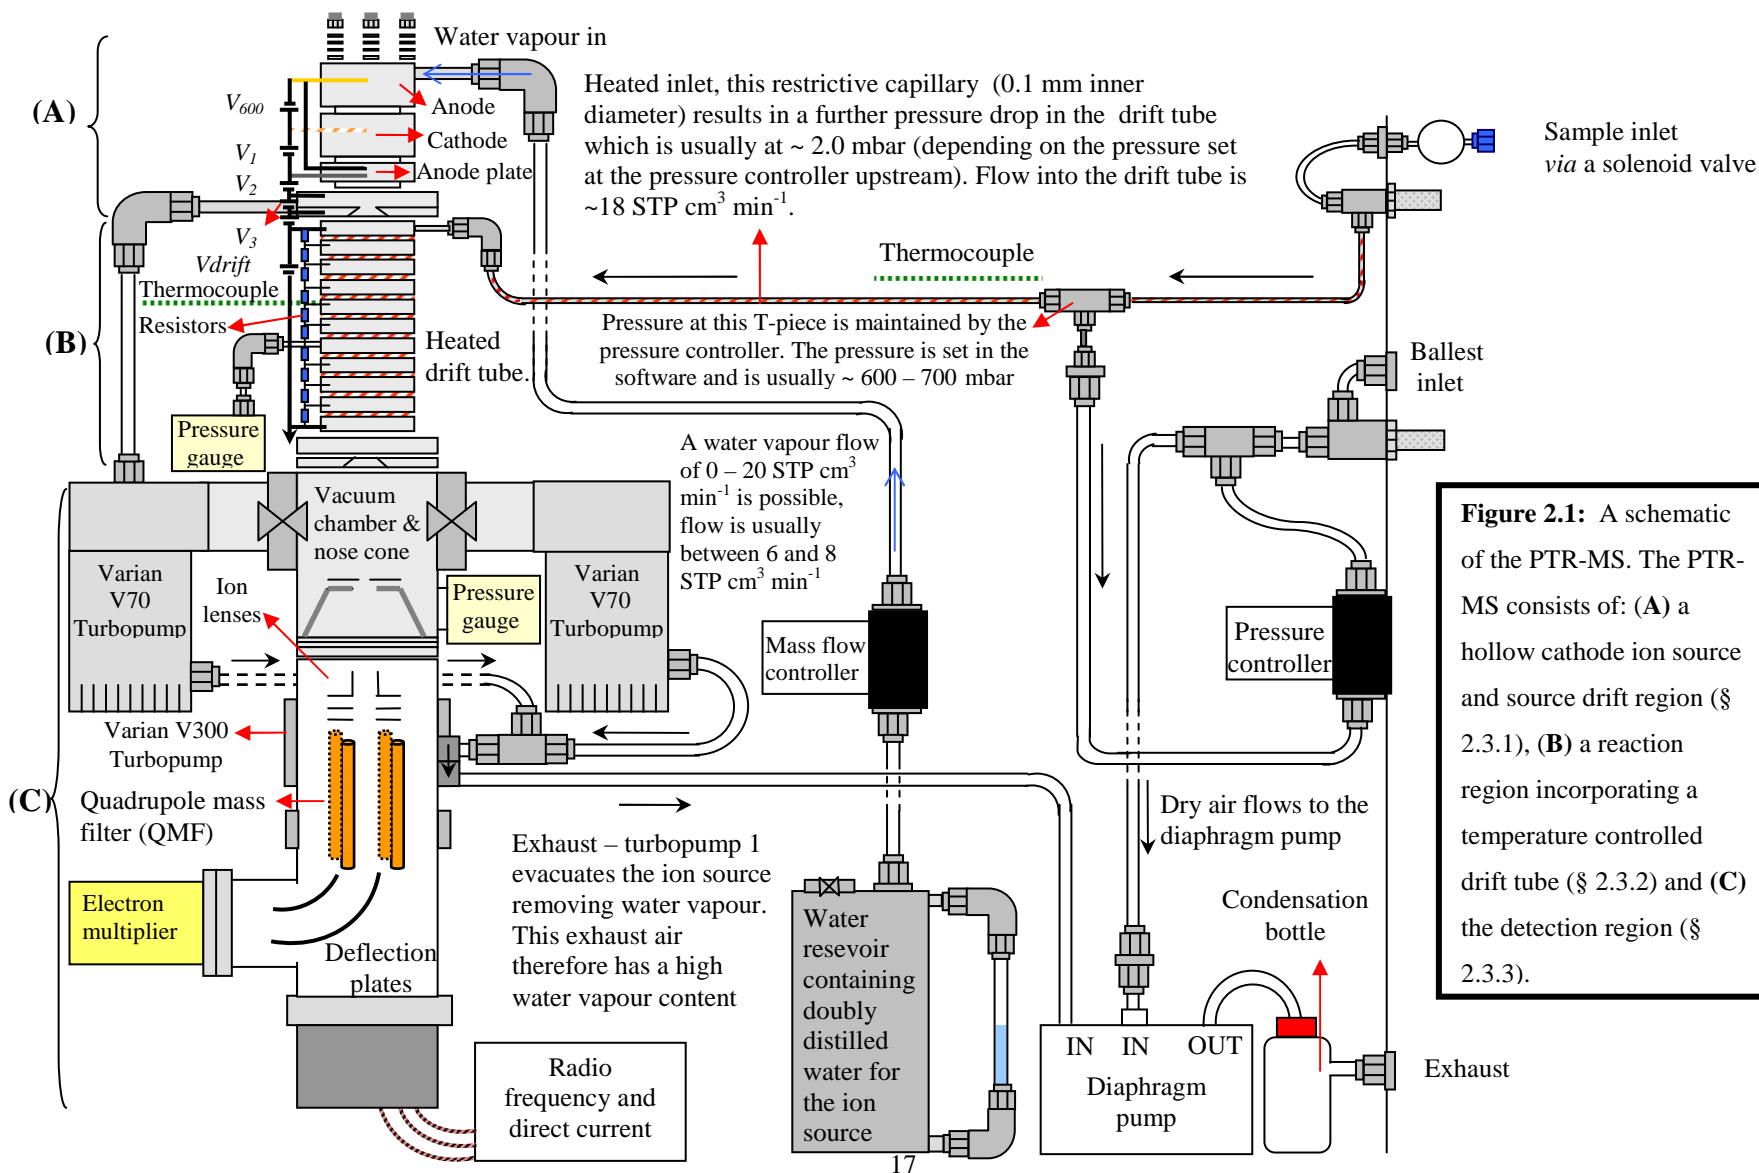 Water vapour in
(A)
V600
Anode
Cathode
V1
Anode plate
V2
V3
Vdrift
Heated inlet, this restrictive capillary (0.1 mm inner
diameter) results in a further pressure drop in the drift tube
which is usually at ~ 2.0 mbar (depending on the pressure set
at the pressure controller upstream). Flow into the drift tube is
~18 STP cm³ min⁻¹.
Sample inlet
via a solenoid valve
Thermocouple
Thermocouple
Resistors
(B)
Heated
drift tube.
Pressure at this T-piece is maintained by the
pressure controller. The pressure is set in the
software and is usually ~ 600 – 700 mbar
Ballest
inlet
Pressure
gauge
A water vapour flow
of 0 – 20 STP cm³
min⁻¹ is possible,
flow is usually
between 6 and 8
STP cm³ min⁻¹
Vacuum
chamber &
nose cone
Varian
V70
Turbopump
Ion
lenses
Pressure
gauge
Varian
V70
Turbopump
Mass flow
controller
Pressure
controller
Varian V300
Turbopump
(C)
Quadrupole mass
filter (QMF)
Electron
multiplier
Deflection
plates
Exhaust – turbopump 1
evacuates the ion source
removing water vapour.
This exhaust air
therefore has a high
water vapour content
Dry air flows to the
diaphragm pump
Condensation
bottle
Water
resevoir
containing
doubly
distilled
water for
the ion
source
Radio
frequency and
direct current
IN IN OUT
Diaphragm
pump
Exhaust
Figure 2.1: A schematic
of the PTR-MS. The PTR-
MS consists of: (A) a
hollow cathode ion source
and source drift region (§
2.3.1), (B) a reaction
region incorporating a
temperature controlled
drift tube (§ 2.3.2) and (C)
the detection region (§
2.3.3).
17